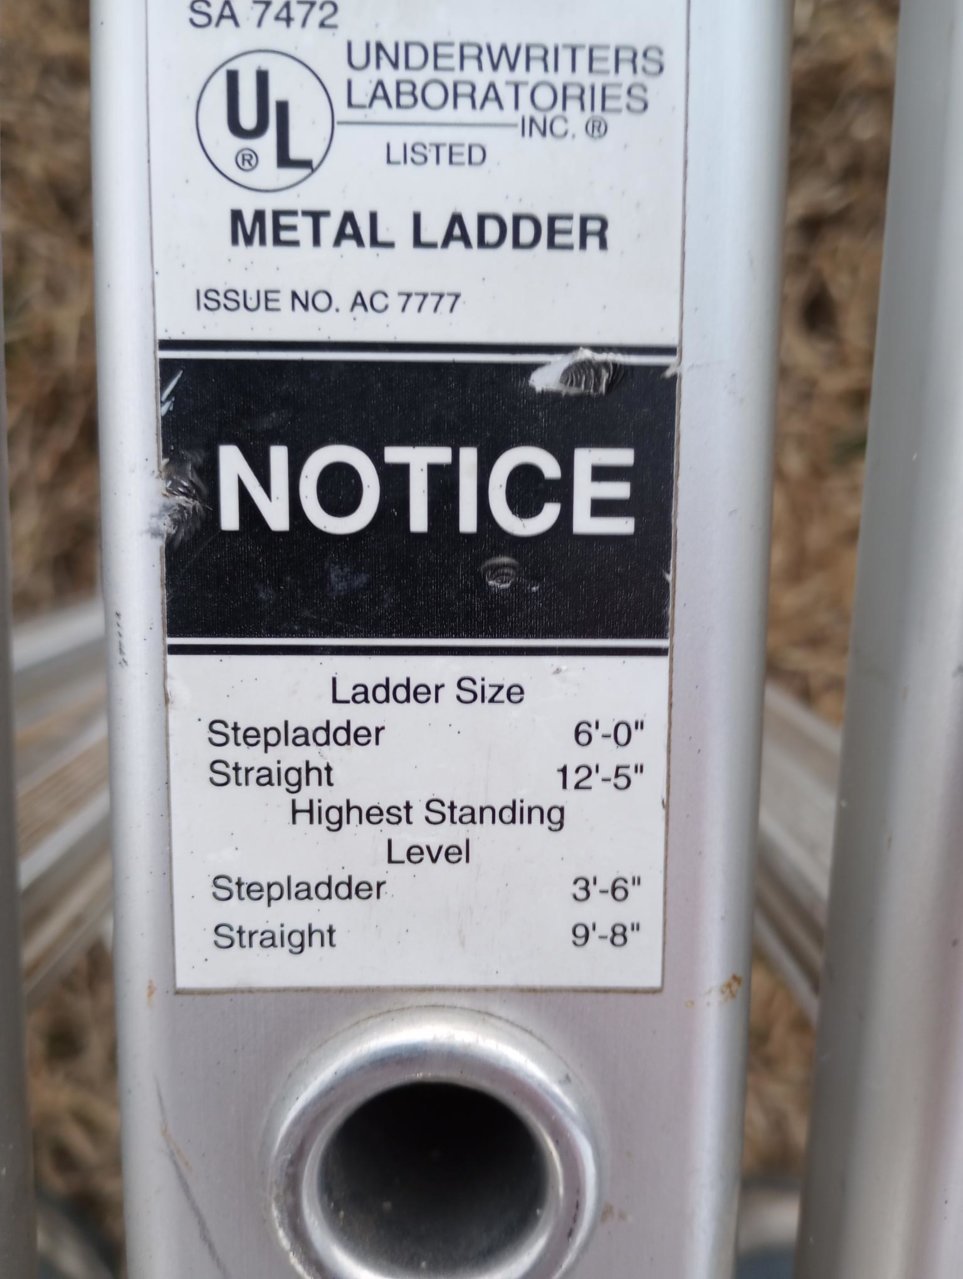 SA 7472
UL ®
UNDERWRITERS
LABORATORIES
INC. ®
LISTED
METAL LADDER
ISSUE NO. AC 7777
NOTICE
Ladder Size
Stepladder 6'-0"
Straight 12'-5"
Highest Standing
Level
Stepladder 3'-6"
Straight 9'-8"